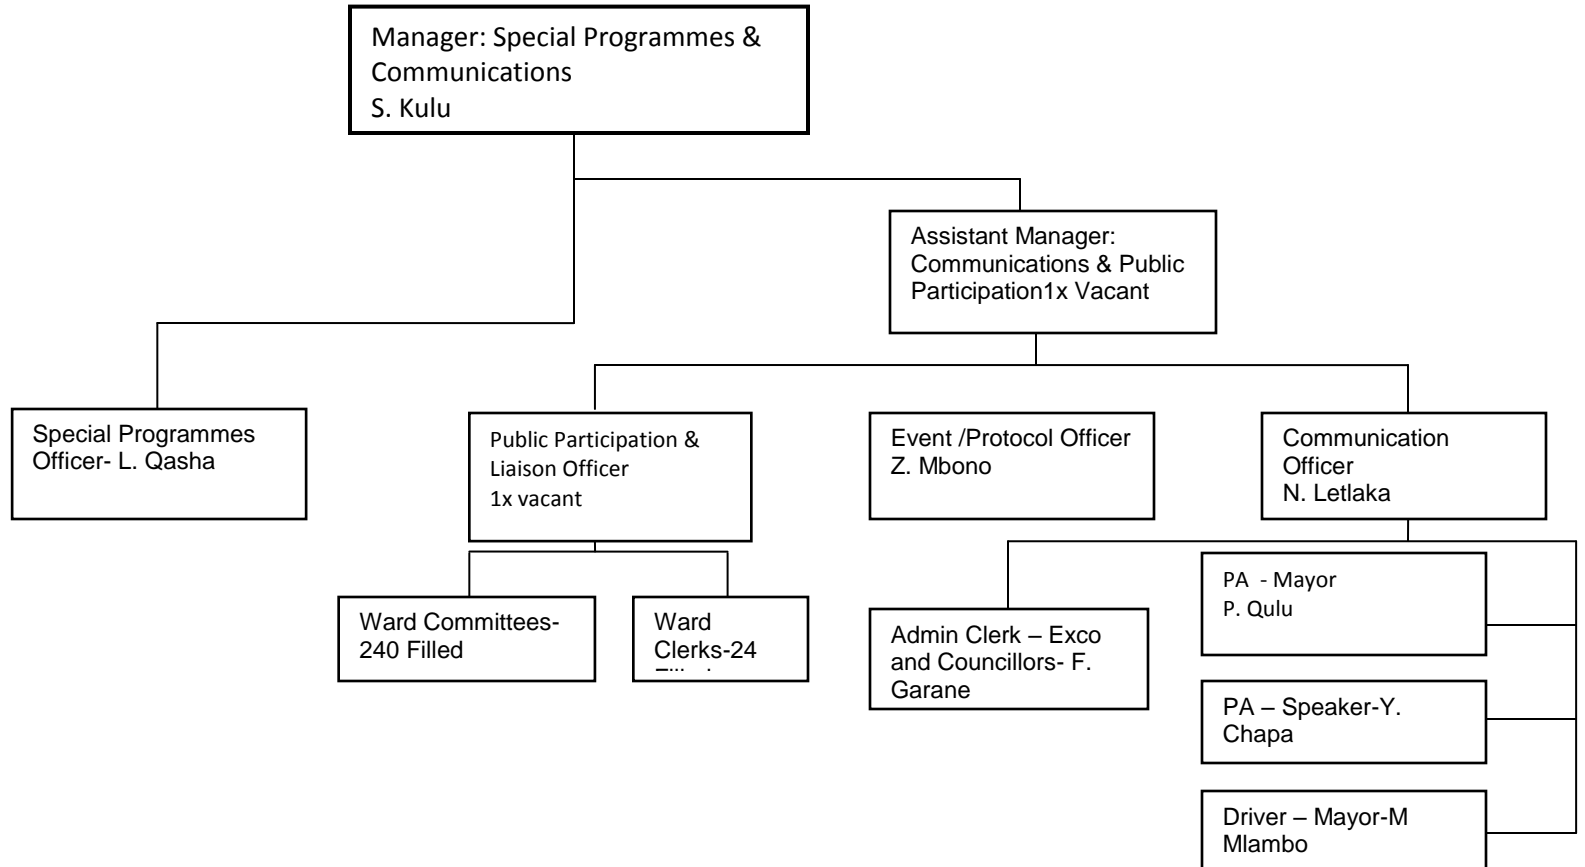 Manager: Special Programmes &
Communications
S. Kulu
Assistant Manager:
Communications & Public
Participation1x Vacant
Special Programmes
Officer- L. Qasha
Public Participation &
Liaison Officer
1x vacant
Event /Protocol Officer
Z. Mbono
Communication
Officer
N. Letlaka
Ward Committees-
240 Filled
Ward
Clerks-24
Admin Clerk – Exco
and Councillors- F.
Garane
PA  - Mayor
P. Qulu
PA – Speaker-Y.
Chapa
Driver – Mayor-M
Mlambo